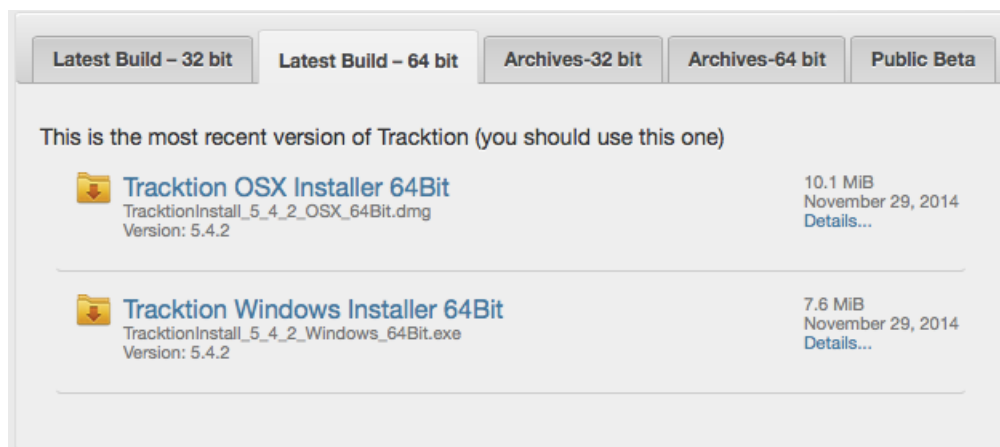 Latest Build – 32 bit
Latest Build – 64 bit
Archives-32 bit
Archives-64 bit
Public Beta
This is the most recent version of Tracktion (you should use this one)
Tracktion OSX Installer 64Bit
TracktionInstall_5_4_2_OSX_64Bit.dmg
Version: 5.4.2
10.1 MiB
November 29, 2014
Details...
Tracktion Windows Installer 64Bit
TracktionInstall_5_4_2_Windows_64Bit.exe
Version: 5.4.2
7.6 MiB
November 29, 2014
Details...